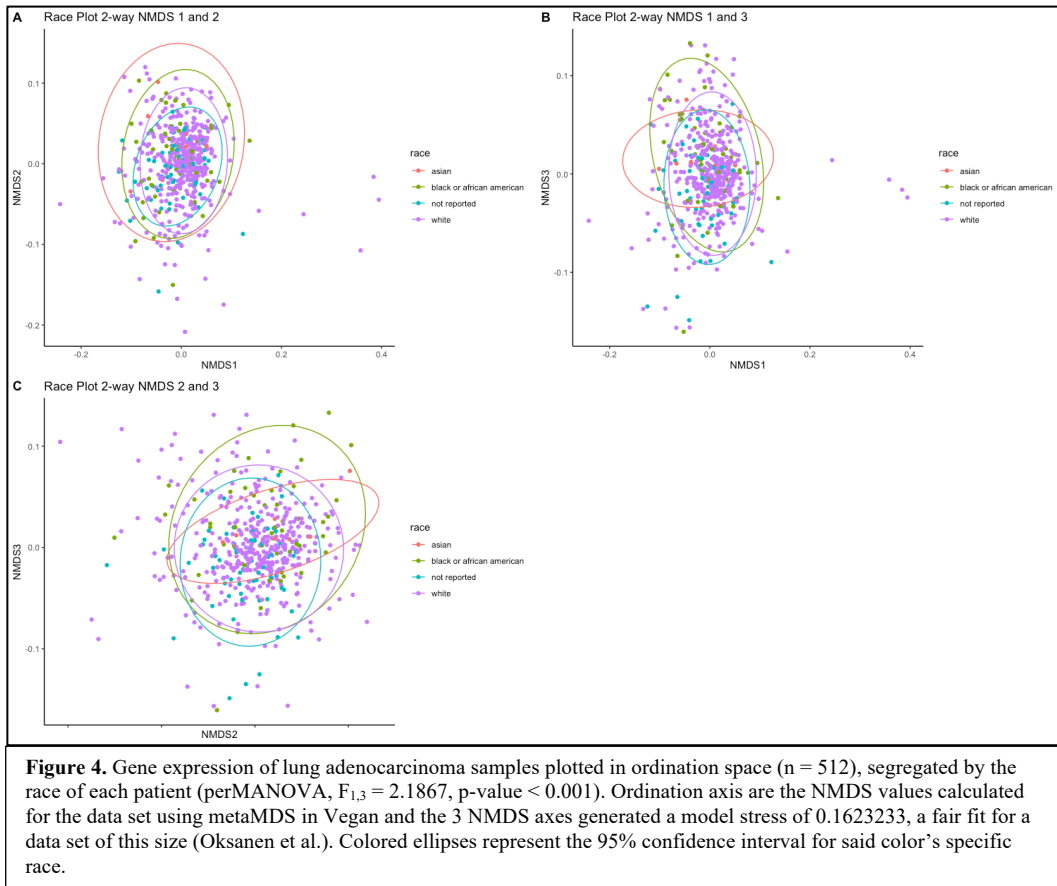 A Race Plot 2-way NMDS 1 and 2
0.1
0.0
-0.1
-0.2
NMDS2
-0.2
0.0
0.2
0.4
NMDS1
race
asian
black or african american
not reported
white
B Race Plot 2-way NMDS 1 and 3
0.1
0.0
-0.1
NMDS3
-0.2
0.0
0.2
0.4
NMDS1
race
asian
black or african american
not reported
white
C Race Plot 2-way NMDS 2 and 3
0.1
0.0
-0.1
NMDS3
NMDS2
race
asian
black or african american
not reported
white
Figure 4. Gene expression of lung adenocarcinoma samples plotted in ordination space (n = 512), segregated by the
race of each patient (perMANOVA, F1,3 = 2.1867, p-value < 0.001). Ordination axis are the NMDS values calculated
for the data set using metaMDS in Vegan and the 3 NMDS axes generated a model stress of 0.1623233, a fair fit for a
data set of this size (Oksanen et al.). Colored ellipses represent the 95% confidence interval for said color’s specific
race.